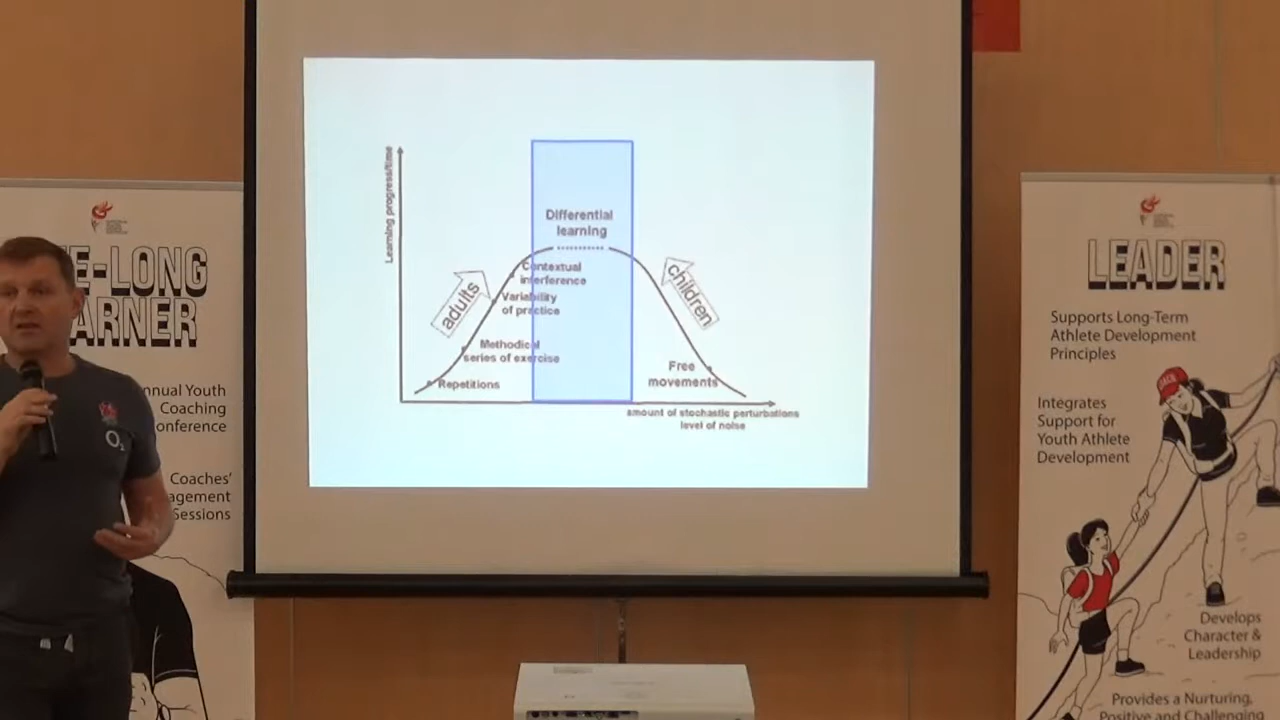 E-LONG
ARNER
nnual Youth
Coaching
onference
Coaches'
agement
Sessions
O2
Learning progress/time
Differential
learning
Contextual
interference
Variability
of practice
Methodical
series of exercise
Repetitions
adults
children
Free
movements
amount of stochastic perturbations
level of noise
LEADER
Supports Long-Term
Athlete Development
Principles
Integrates
Support for
Youth Athlete
Development
COACH
Develops
Character &
Leadership
Provides a Nurturing,
Positive and Challenging